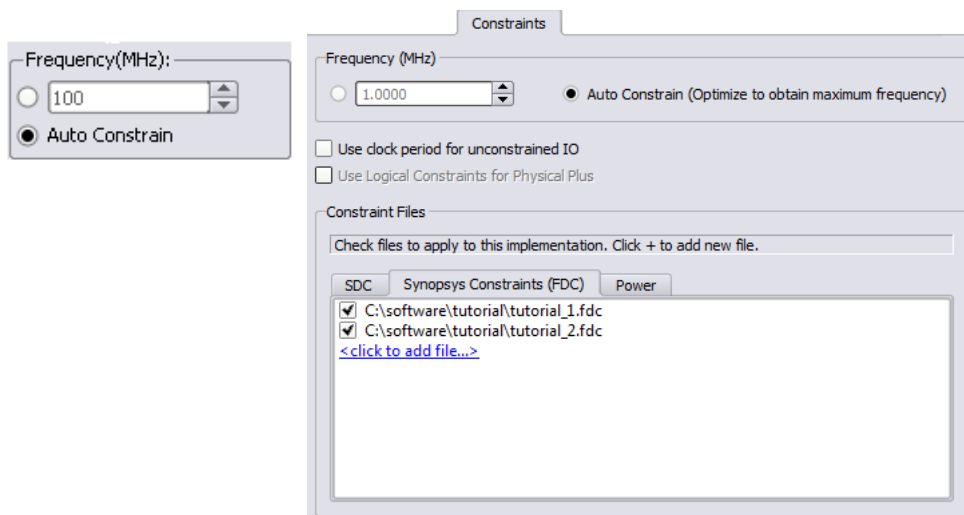 Frequency(MHz):
100
Auto Constrain
Constraints
Frequency (MHz)
1.0000
Auto Constrain (Optimize to obtain maximum frequency)
Use clock period for unconstrained IO
Use Logical Constraints for Physical Plus
Constraint Files
Check files to apply to this implementation. Click + to add new file.
SDC Synopsys Constraints (FDC) Power
C:\software\tutorial\tutorial_1.fdc
C:\software\tutorial\tutorial_2.fdc
<click to add file...>